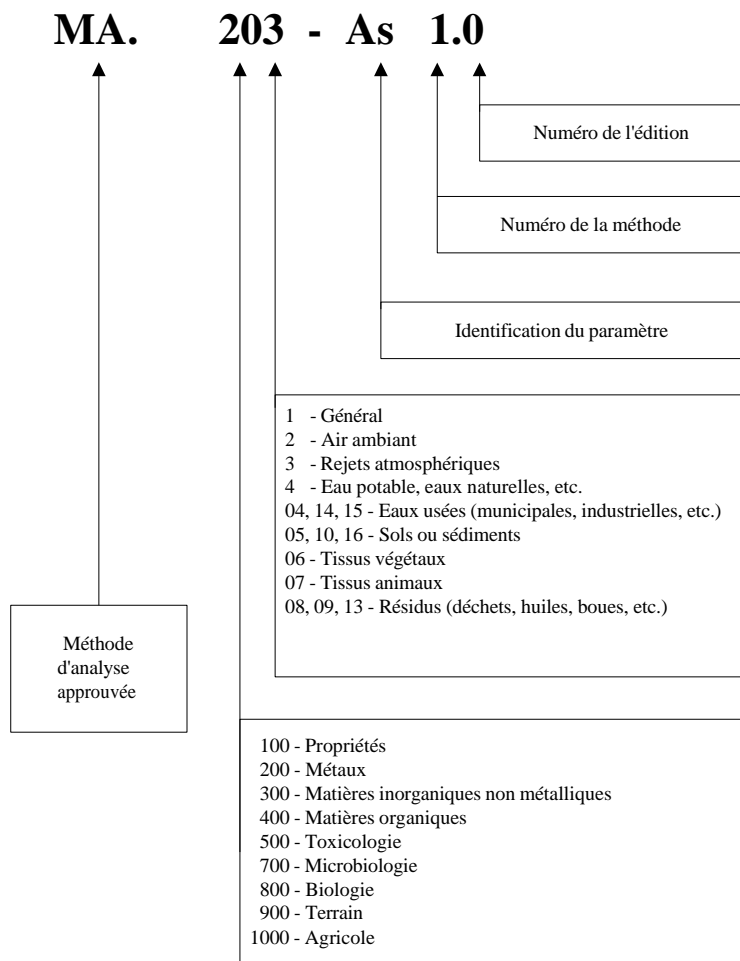 MA. 203 - As 1.0
Numéro de l'édition
Numéro de la méthode
Identification du paramètre
1 - Général
2 - Air ambiant
3 - Rejets atmosphériques
4 - Eau potable, eaux naturelles, etc.
04, 14, 15 - Eaux usées (municipales, industrielles, etc.)
05, 10, 16 - Sols ou sédiments
06 - Tissus végétaux
07 - Tissus animaux
08, 09, 13 - Résidus (déchets, huiles, boues, etc.)
Méthode
d'analyse
approuvée
100 - Propriétés
200 - Métaux
300 - Matières inorganiques non métalliques
400 - Matières organiques
500 - Toxicologie
700 - Microbiologie
800 - Biologie
900 - Terrain
1000 - Agricole